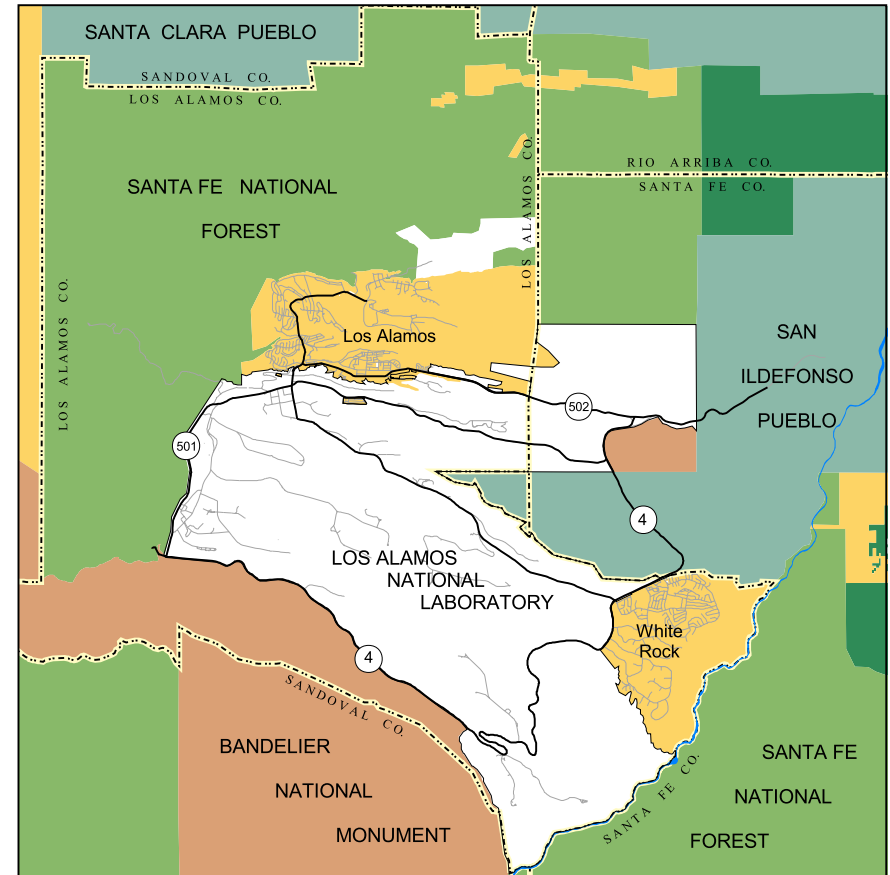 SANTA CLARA PUEBLO
SANDOVAL CO.
LOS ALAMOS CO.
RIO ARRIBA CO.
SANTA FE CO.
LOS ALAMOS CO.
SANTA FE NATIONAL
FOREST
LOS ALAMOS CO.
Los Alamos
SAN
ILDEFONSO
PUEBLO
502
501
4
LOS ALAMOS
NATIONAL
LABORATORY
White
Rock
4
SANDOVAL CO.
BANDELIER
NATIONAL
MONUMENT
SANTA FE CO.
SANTA FE
NATIONAL
FOREST